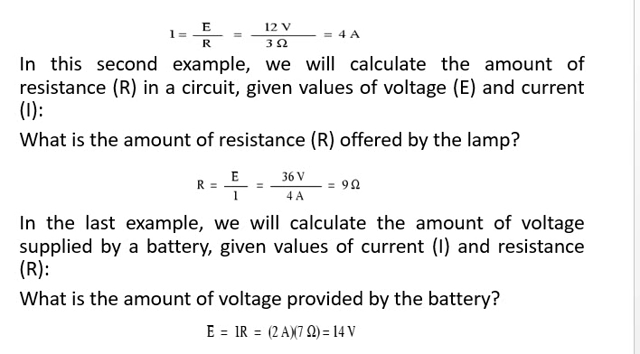 1 = E/R = 12 V/3 Ω = 4 A
In this second example, we will calculate the amount of
resistance (R) in a circuit, given values of voltage (E) and current
(I):
What is the amount of resistance (R) offered by the lamp?
R = E/1 = 36 V/4 A = 9 Ω
In the last example, we will calculate the amount of voltage
supplied by a battery, given values of current (I) and resistance
(R):
What is the amount of voltage provided by the battery?
E = 1R = (2 A)(7 Ω) = 14 V